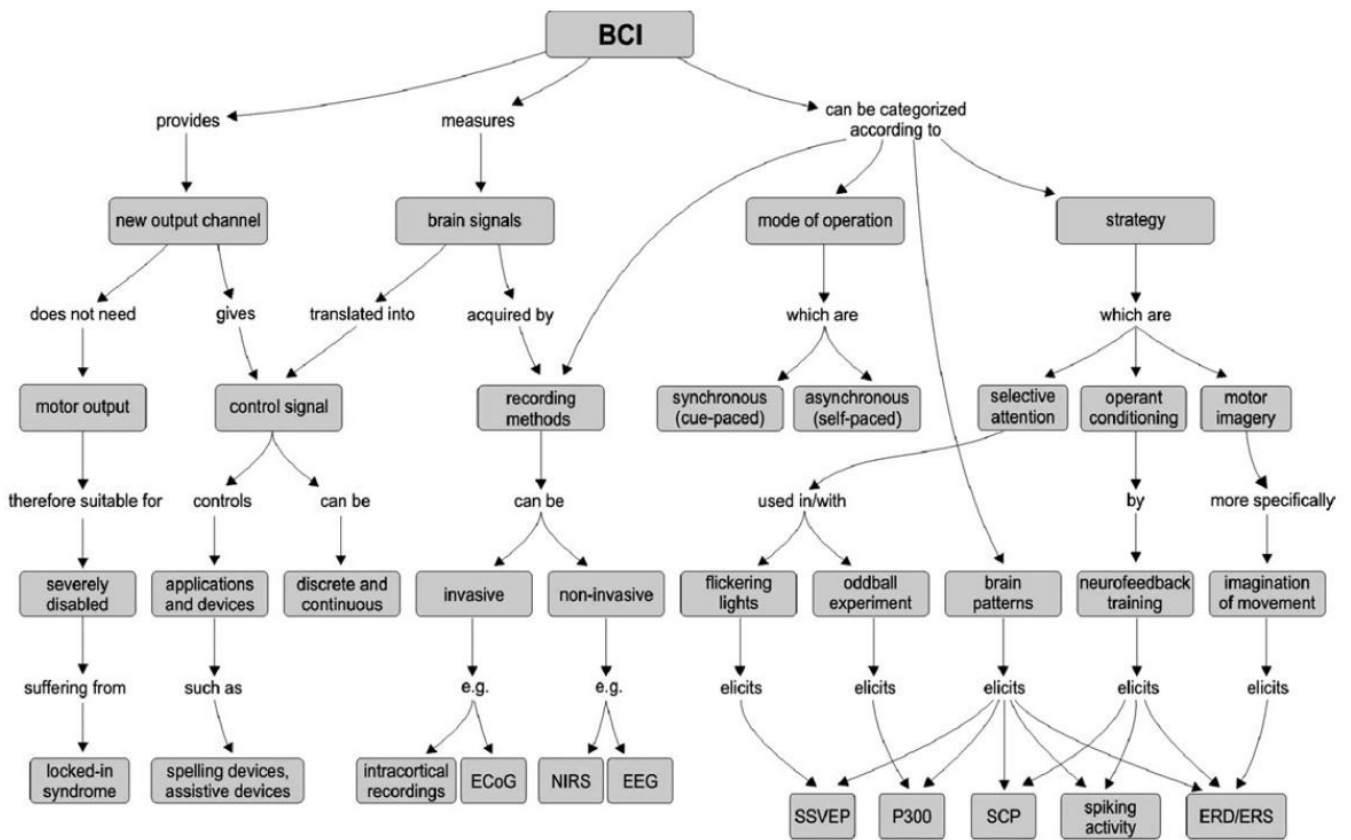 BCI
provides
measures
can be categorized
according to
new output channel
brain signals
mode of operation
strategy
does not need
gives
translated into
acquired by
which are
which are
motor output
control signal
recording
methods
synchronous
(cue-paced)
asynchronous
(self-paced)
selective
attention
operant
conditioning
motor
imagery
therefore suitable for
controls
can be
can be
used in/with
by
more specifically
severely
disabled
applications
and devices
discrete and
continuous
invasive
non-invasive
flickering
lights
oddball
experiment
brain
patterns
neurofeedback
training
imagination
of movement
suffering from
such as
e.g.
e.g.
elicits
elicits
elicits
elicits
elicits
locked-in
syndrome
spelling devices,
assistive devices
intracortical
recordings
ECoG
NIRS
EEG
SSVEP
P300
SCP
spiking
activity
ERD/ERS